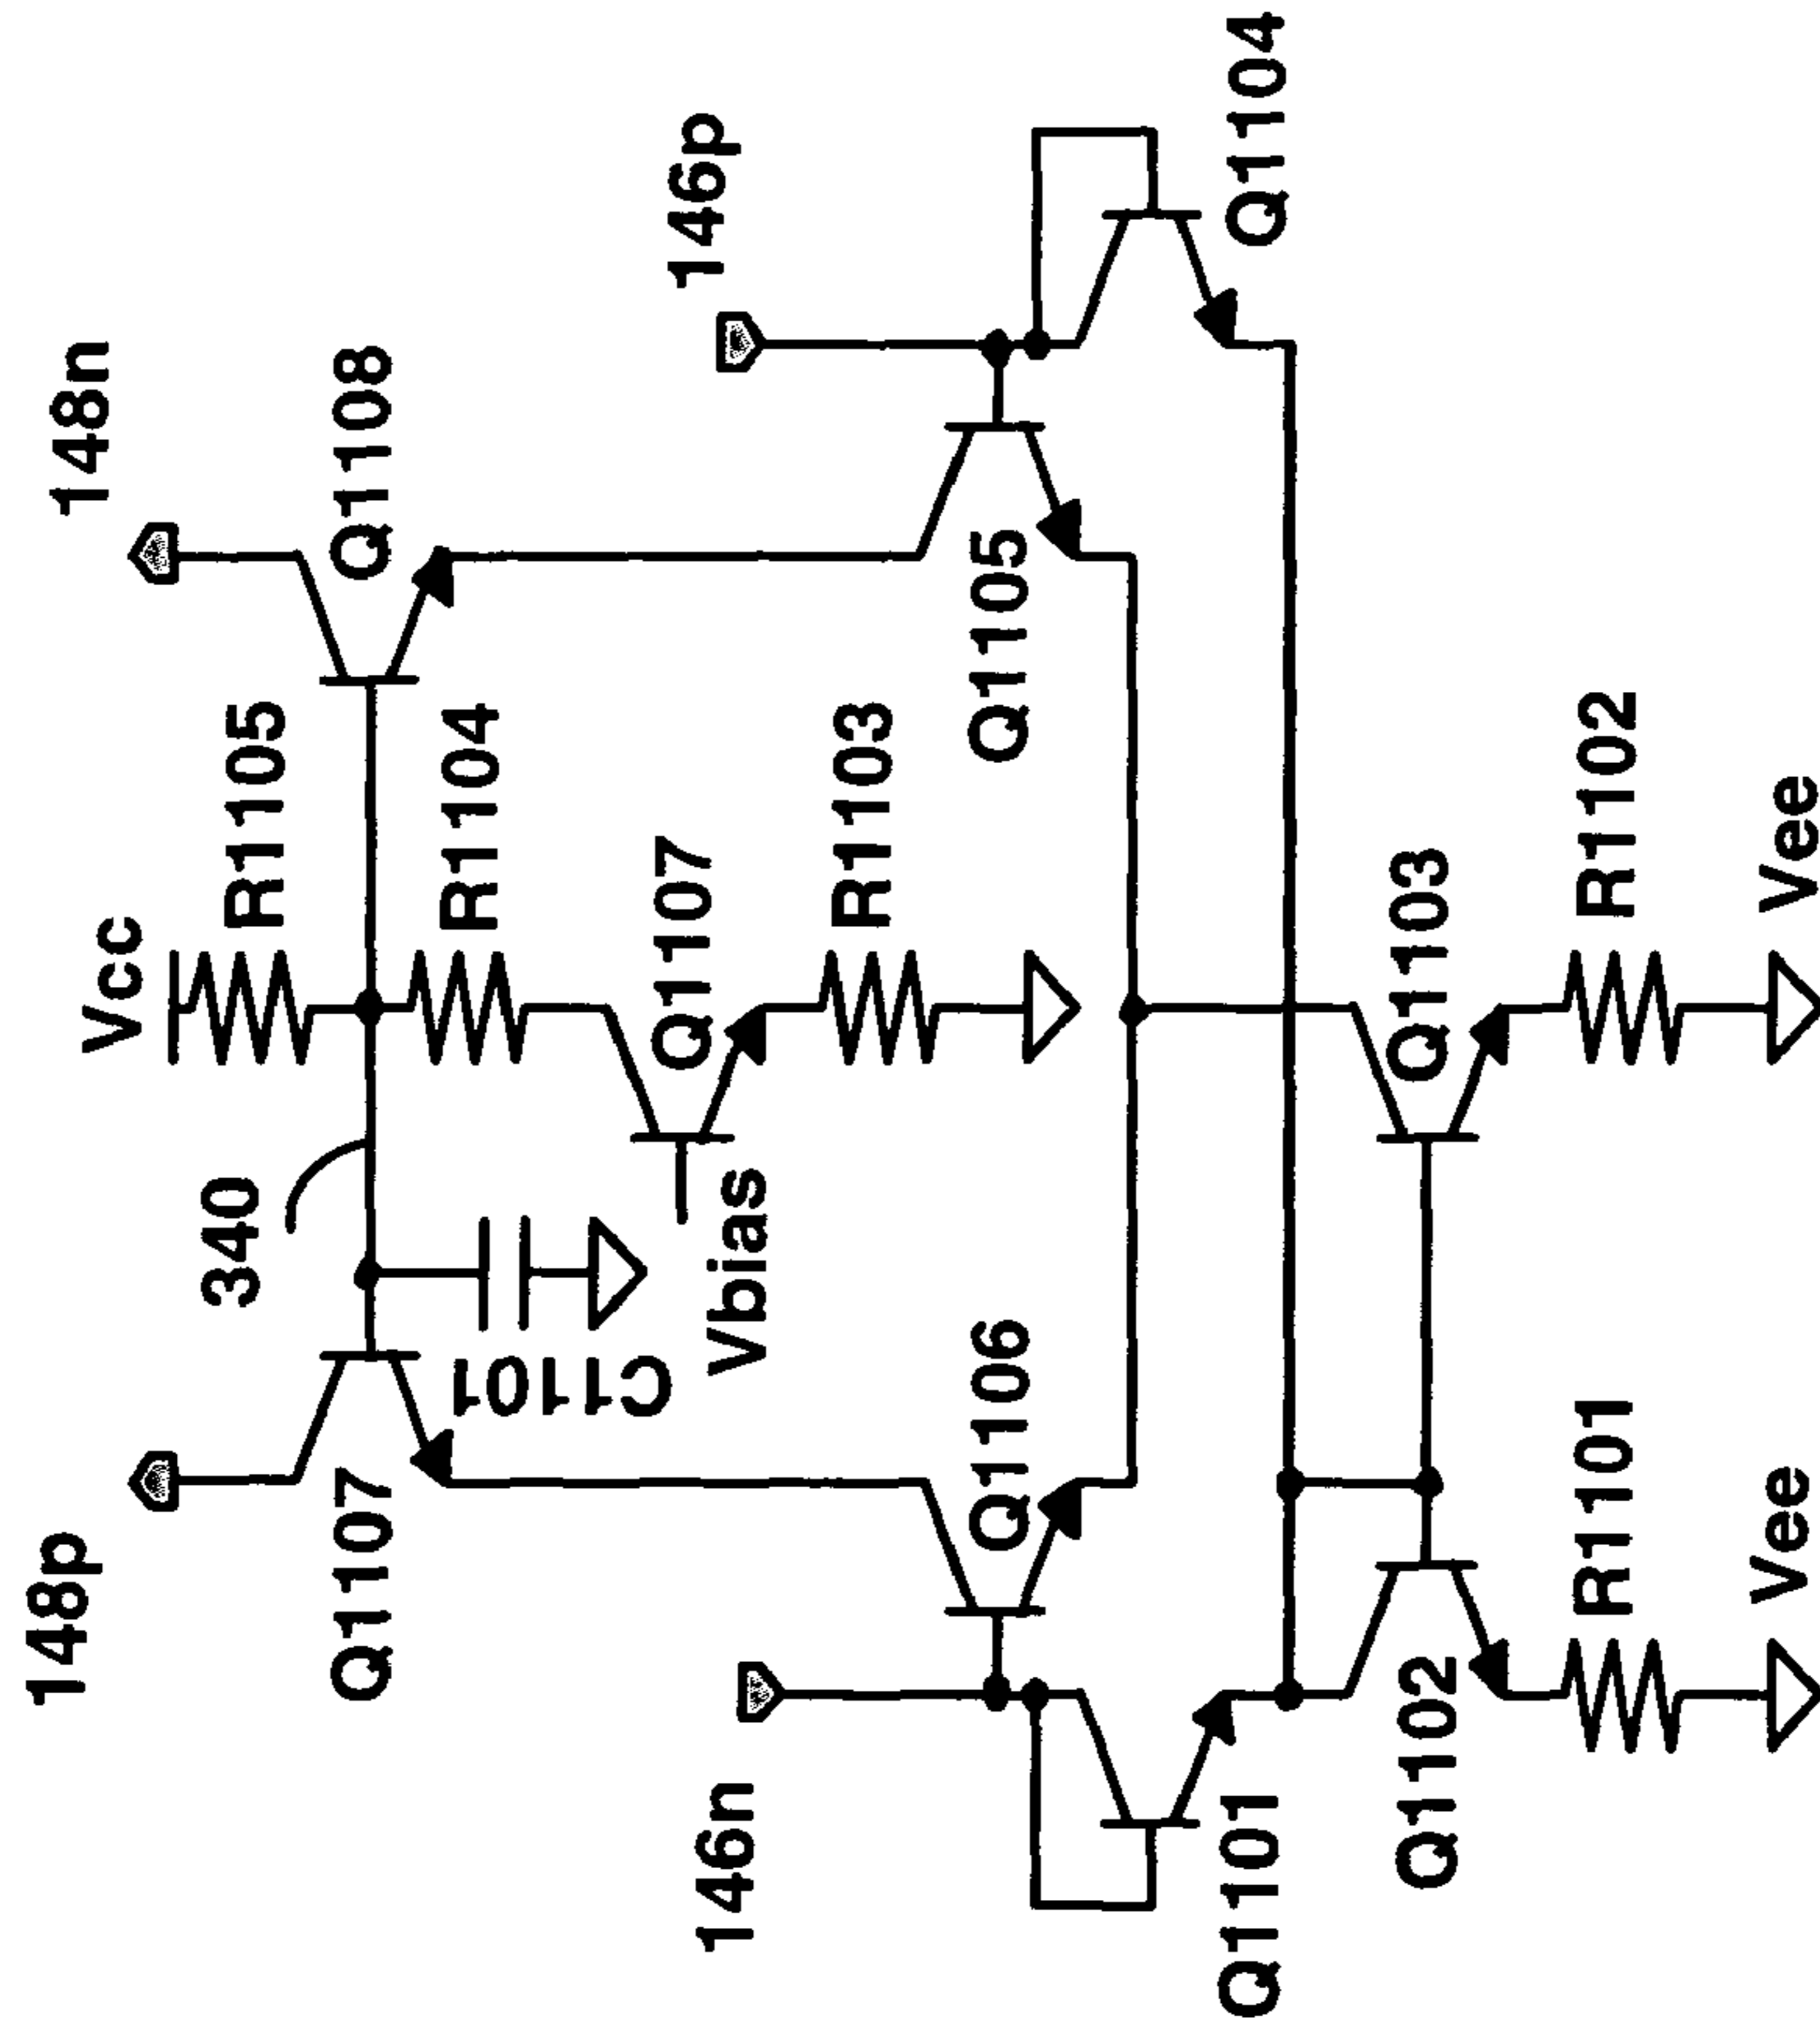 148p
148n
Vcc
Q1107
Q1108
340
R1105
R1104
C1101
Vbias
Q1107
146n
146p
R1103
Q1106
Q1105
Q1101
Q1104
Q1102
Q1103
R1101
R1102
Vee
Vee